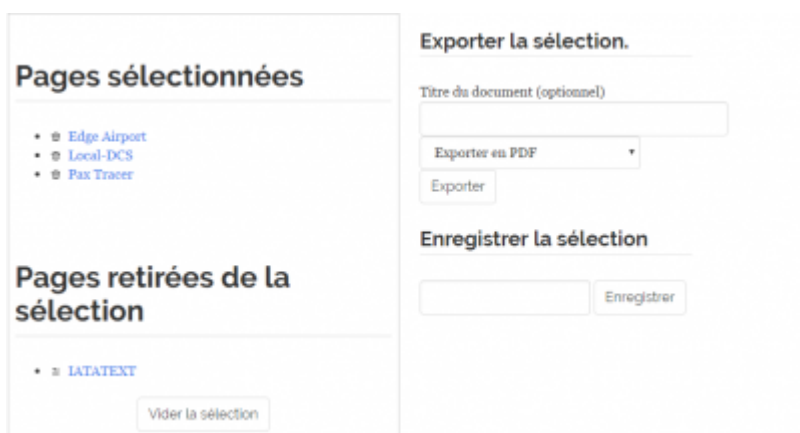 Pages sélectionnées
Edge Airport
Local-DCS
Pax Tracer
Pages retirées de la
sélection
IATATEXT
Vider la sélection
Exporter la sélection.
Titre du document (optionnel)
Exporter en PDF
Exporter
Enregistrer la sélection
Enregistrer